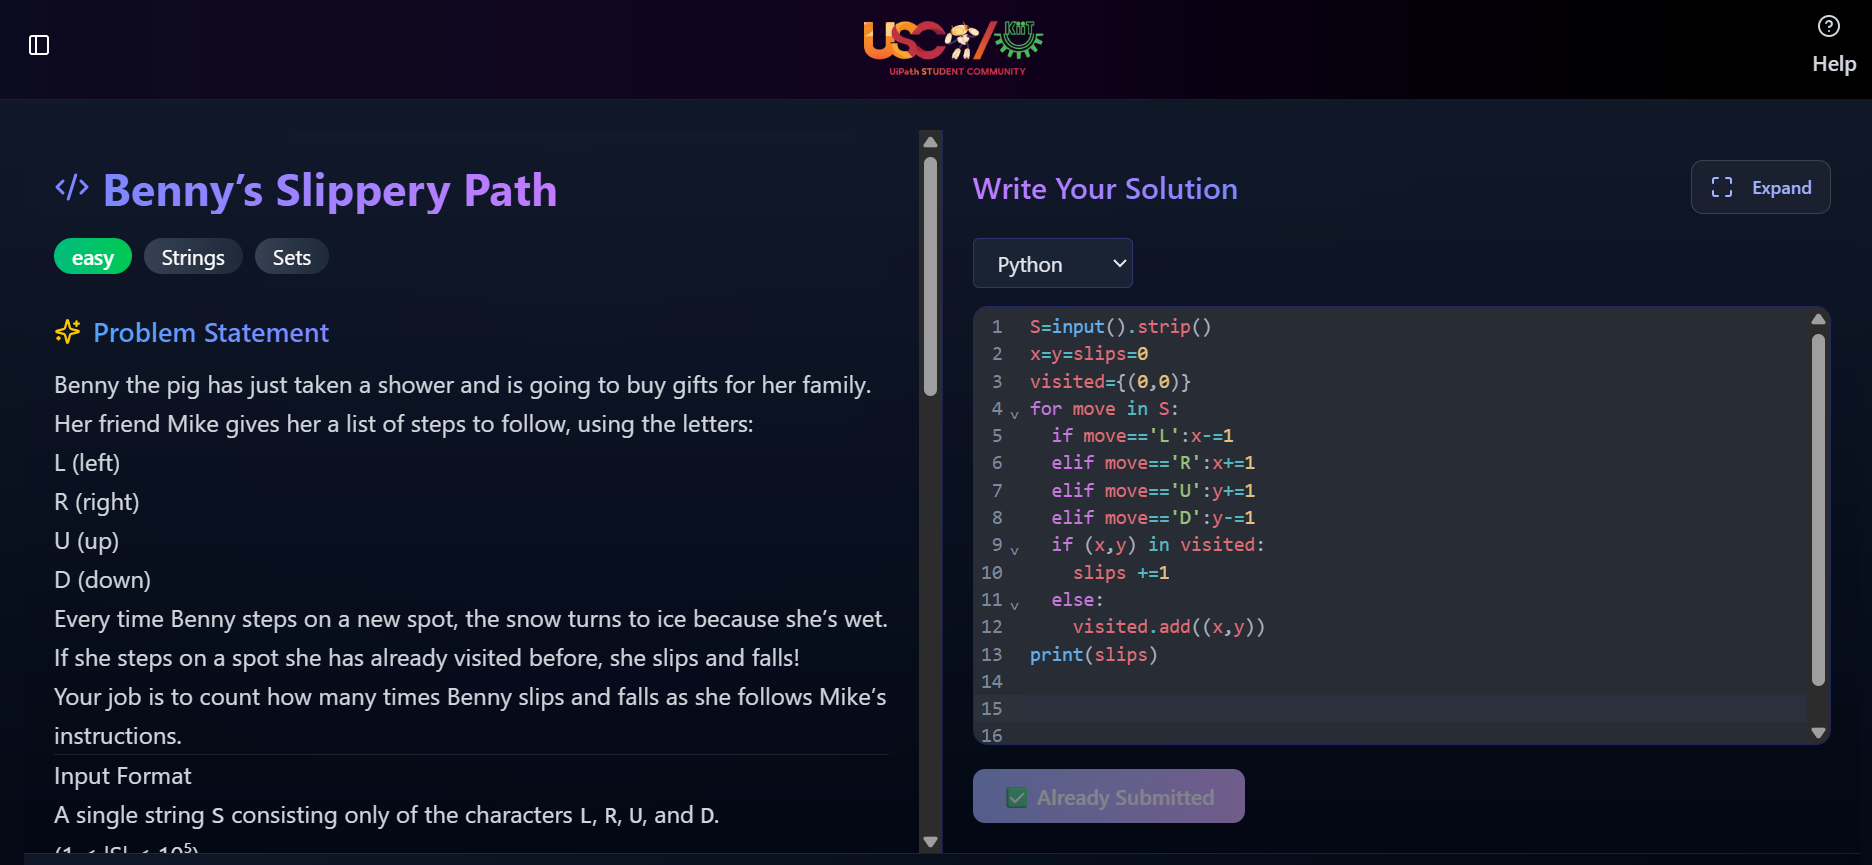 USC/KiiT
UiPath STUDENT COMMUNITY
Help
</> Benny’s Slippery Path
easy Strings Sets
Problem Statement
Benny the pig has just taken a shower and is going to buy gifts for her family.
Her friend Mike gives her a list of steps to follow, using the letters:
L (left)
R (right)
U (up)
D (down)
Every time Benny steps on a new spot, the snow turns to ice because she’s wet.
If she steps on a spot she has already visited before, she slips and falls!
Your job is to count how many times Benny slips and falls as she follows Mike’s
instructions.
Input Format
A single string S consisting only of the characters L, R, U, and D.
Write Your Solution
Expand
Python
1 S=input().strip()
2 x=y=slips=0
3 visited={(0,0)}
4 for move in S:
5   if move=='L':x-=1
6   elif move=='R':x+=1
7   elif move=='U':y+=1
8   elif move=='D':y-=1
9   if (x,y) in visited:
10     slips +=1
11   else:
12     visited.add((x,y))
13 print(slips)
14
15
16
✅ Already Submitted